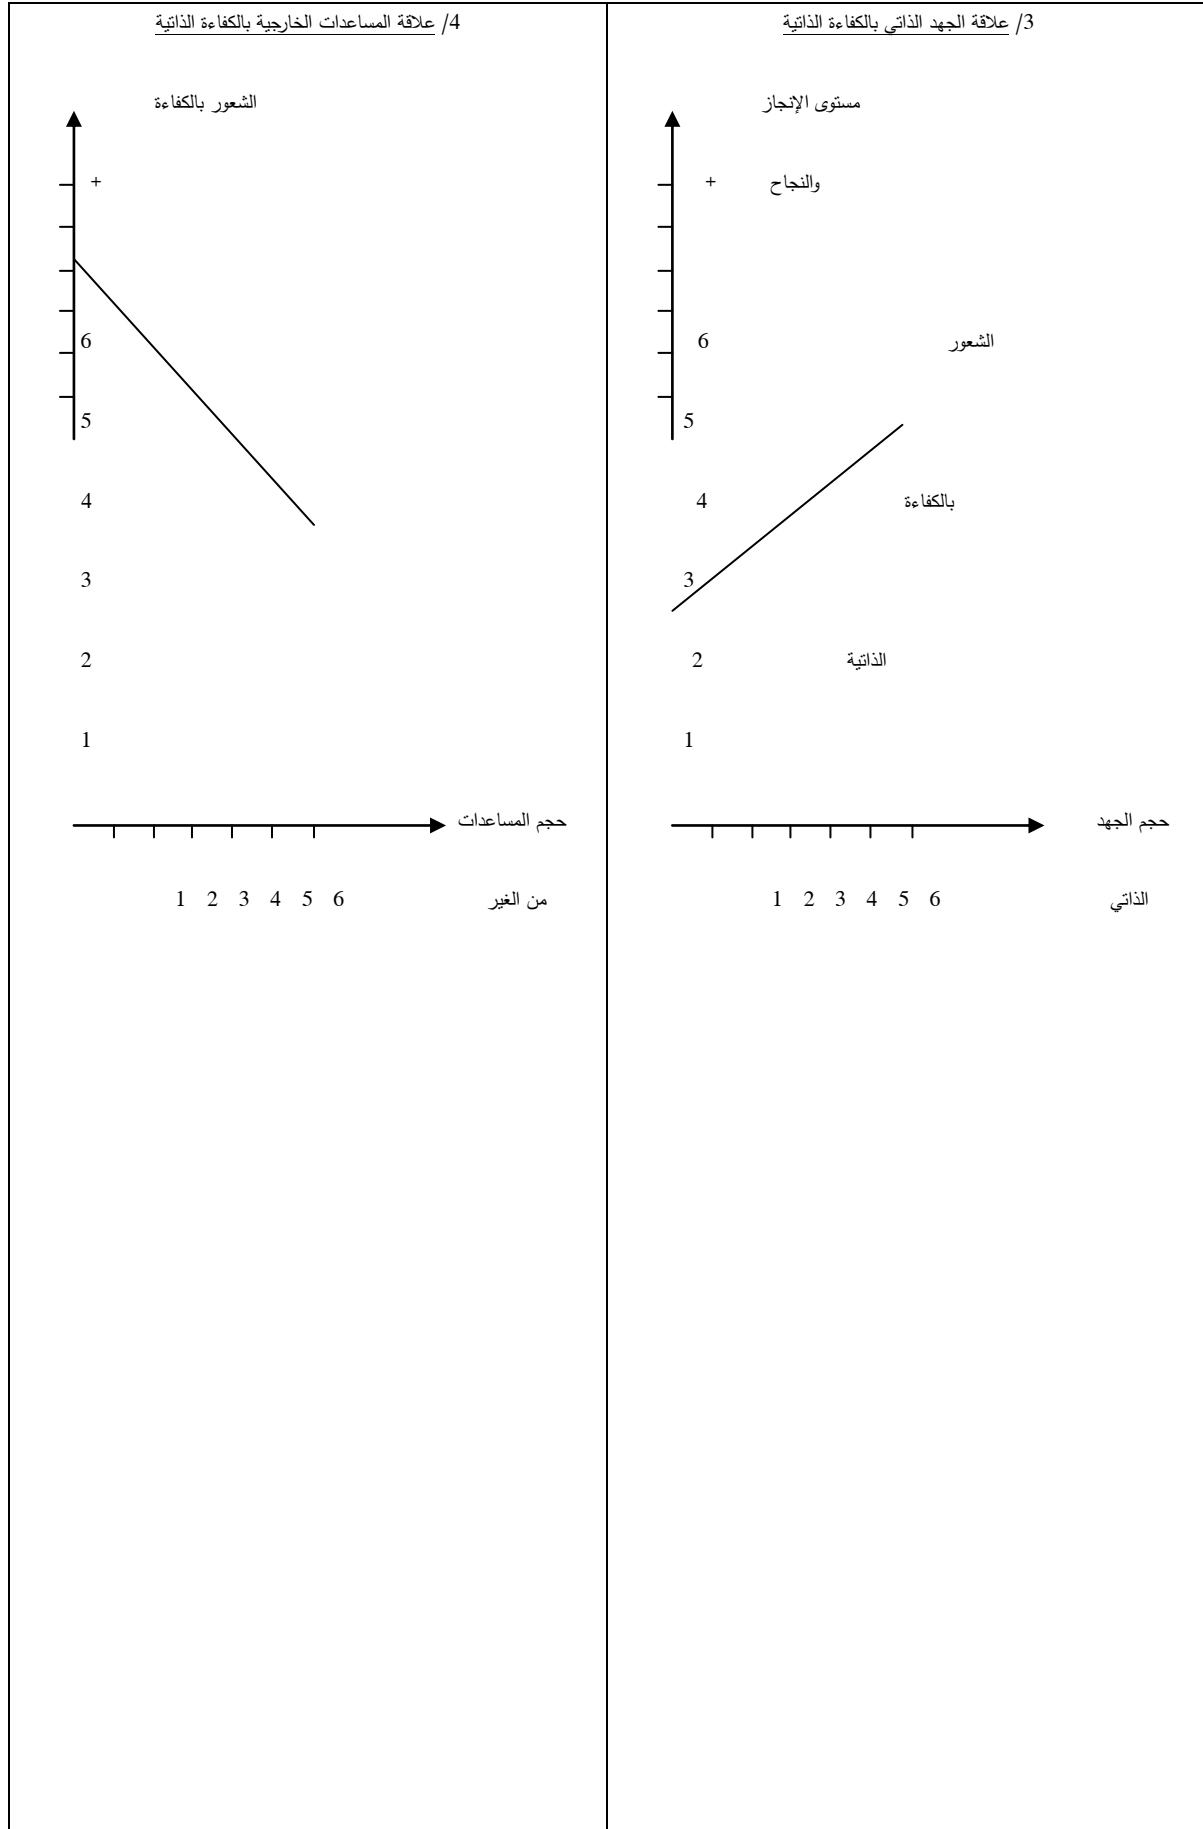 3/ علاقة الجهد الذاتي بالكفاءة الذاتية
مستوى الإنجاز
+ والنجاح
6 الشعور
5
4 بالكفاءة
3
2 الذاتية
1
حجم الجهد
1 2 3 4 5 6 الذاتي
4/ علاقة المساعدات الخارجية بالكفاءة الذاتية
الشعور بالكفاءة
+
6
5
4
3
2
1
حجم المساعدات
1 2 3 4 5 6 من الغير